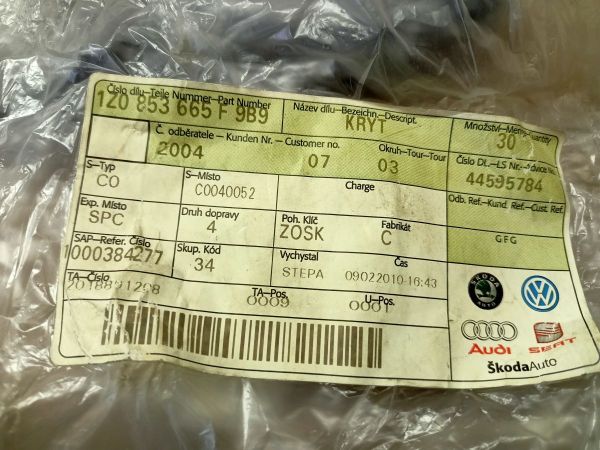 Číslo dílu–Teile Nummer–Part Number
1Z0 853 665 F 9B9
Název dílu–Bezeichn.–Descript.
KRYT
Množství–Menge–Quantity
30
Č. odběratele – Kunden Nr. – Customer no.
2004 07
Okruh–Tour–Tour
03
Číslo DL.–LS Nr.–Advice No.
44595784
S–Typ
CO
S–Místo
C0040052
Charge
Odb. Ref.–Kund. Ref.–Cust. Ref.
GFG
Exp. Místo
SPC
Druh dopravy
4
Poh. Klíč
ZOSK
Fabrikát
C
SAP–Refer. Číslo
1000384277
Skup. Kód
34
Vychystal
STEPA
Čas
09022010-16:43
TA–Číslo
2018891298
TA–Pos.
0009
U–Pos.
0001
ŠKODA
AUTO
Audi
SEAT
ŠkodaAuto